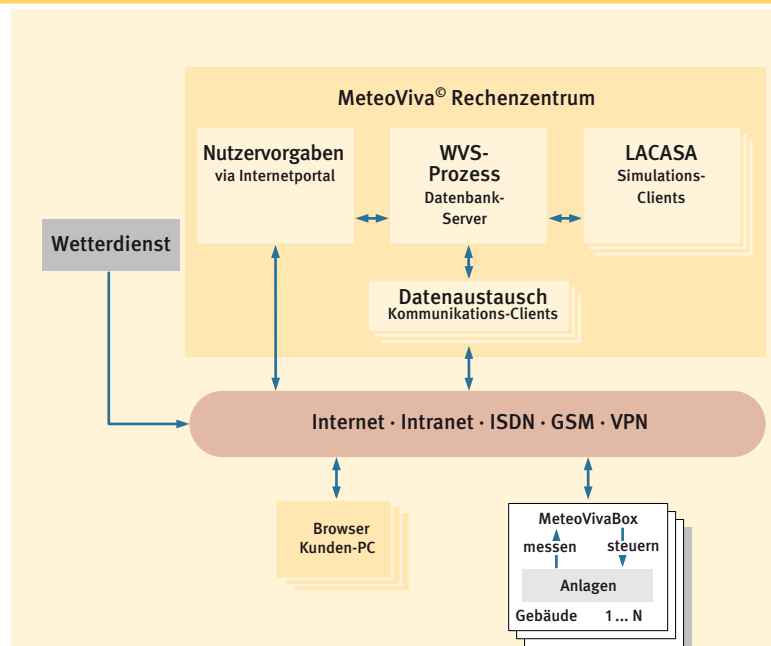 MeteoViva© Rechenzentrum
Nutzervorgaben
via Internetportal
WVS-
Prozess
Datenbank-
Server
LACASA
Simulations-
Clients
Wetterdienst
Datenaustausch
Kommunikations-Clients
Internet · Intranet · ISDN · GSM · VPN
Browser
Kunden-PC
MeteoVivaBox
messen steuern
Anlagen
Gebäude 1 ... N